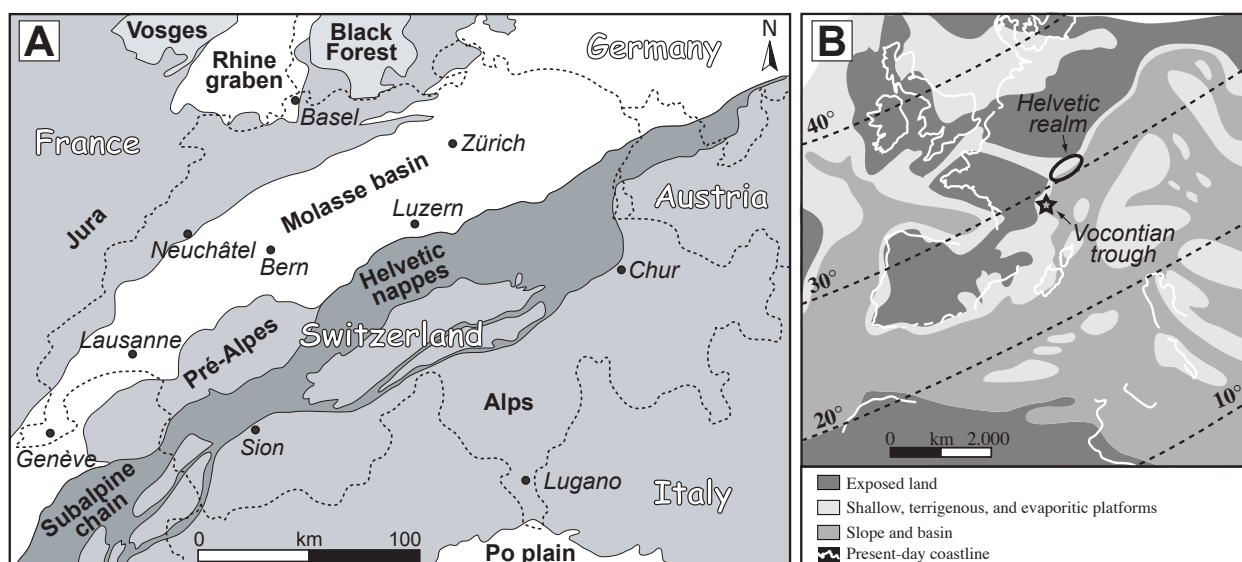 A
Vosges
Black
Forest
Rhine
graben
Germany
N
Basel
France
Zürich
Molasse basin
Austria
Jura
Luzern
Neuchâtel
Bern
Helvetic
nappes
Chur
Switzerland
Lausanne
Pré-Alpes
Alps
Sion
Genève
Subalpine
chain
Lugano
Italy
0 km 100
Po plain
B
Helvetic
realm
40°
Vocontian
trough
30°
20°
10°
0 km 2.000
Exposed land
Shallow, terrigenous, and evaporitic platforms
Slope and basin
Present-day coastline